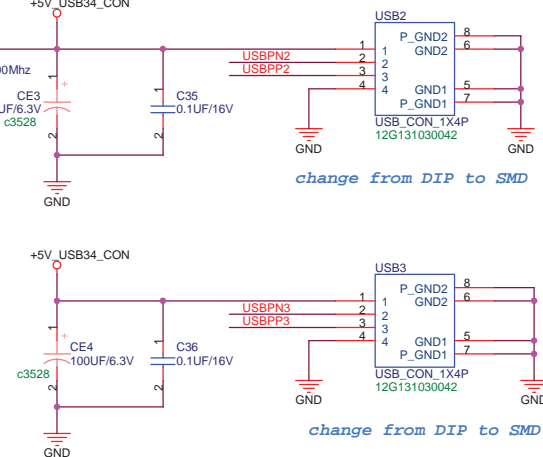 +5V_USB34_CON
USB2
1 1 P_GND2 8
GND2 6
USBPN2 2 2
USBPP2 3 3
4 4 GND1 5
P_GND1 7
00Mhz
1 +
CE3
UF/6.3V
c3528
2
1
C35
0.1UF/16V
2
USB_CON_1X4P
12G131030042
GND
GND
GND
change from DIP to SMD
+5V_USB34_CON
USB3
1 1 P_GND2 8
GND2 6
USBPN3 2 2
USBPP3 3 3
4 4 GND1 5
P_GND1 7
1 +
CE4
100UF/6.3V
c3528
2
1
C36
0.1UF/16V
2
USB_CON_1X4P
12G131030042
GND
GND
GND
change from DIP to SMD